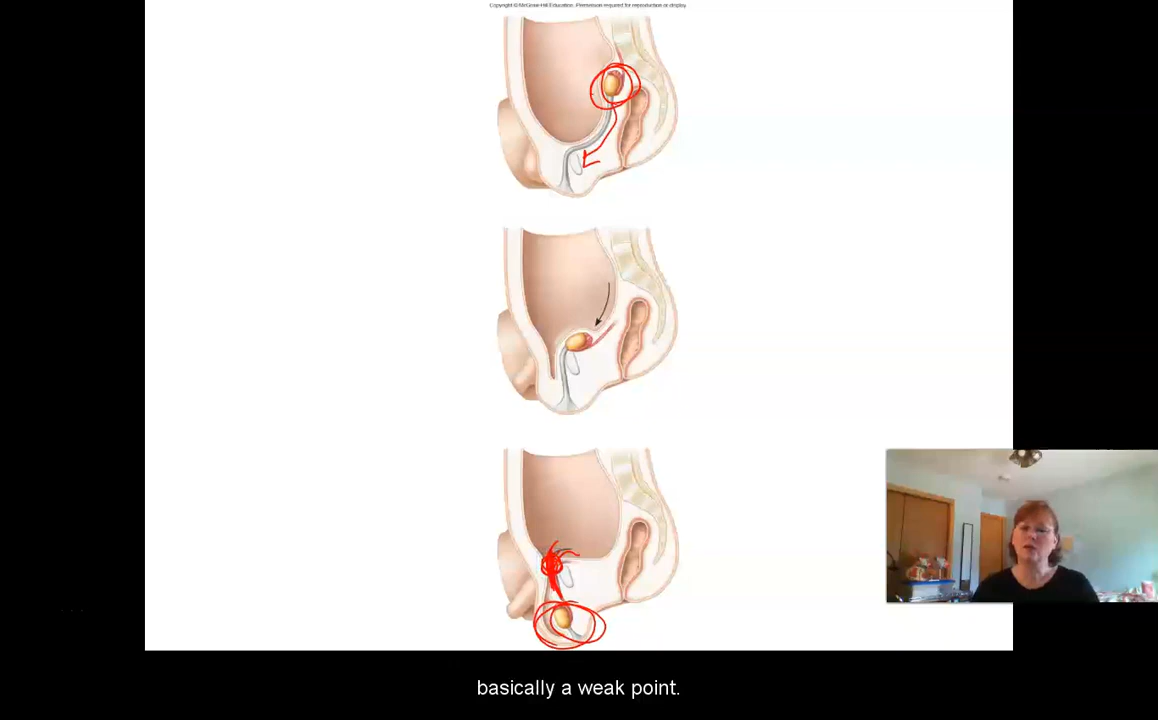 Copyright © McGraw-Hill Education. Permission required for reproduction or display.
basically a weak point.